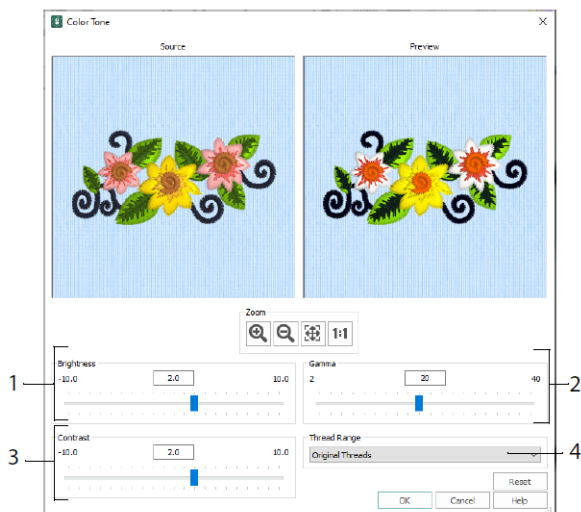 Color Tone
Source Preview
Zoom
1:1
1
Brightness
-10.0 2.0 10.0
Gamma
2 20 40
2
3
Contrast
-10.0 2.0 10.0
Thread Range
Original Threads
4
Reset
OK Cancel Help